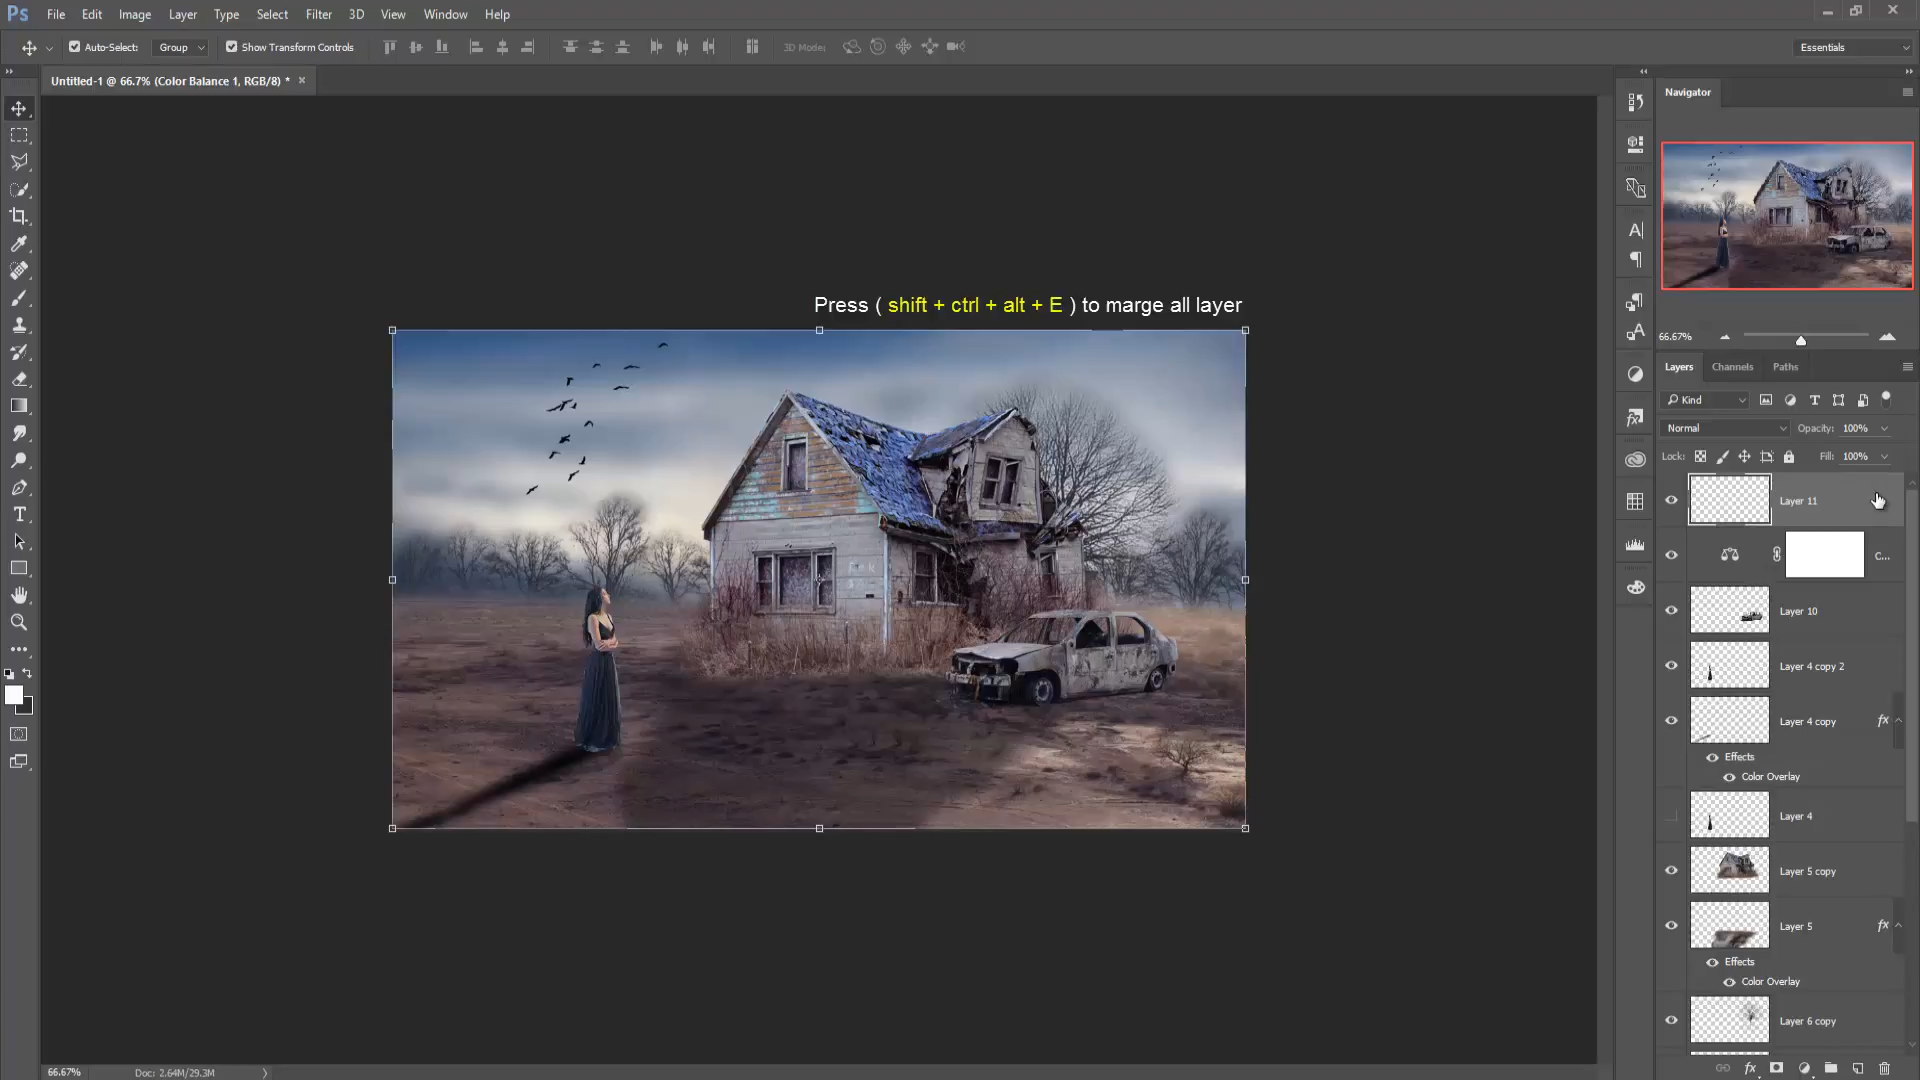 Ps File Edit Image Layer Type Select Filter 3D View Window Help
Auto-Select: Group Show Transform Controls 3D Mode: Essentials
Untitled-1 @ 66.7% (Color Balance 1, RGB/8) * ×
Navigator
Press ( shift + ctrl + alt + E ) to marge all layer
66.67%
Layers Channels Paths
Kind
Normal Opacity: 100%
Lock: Fill: 100%
Layer 11
C...
Layer 10
Layer 4 copy 2
Layer 4 copy fx
Effects
Color Overlay
Layer 4
Layer 5 copy
Layer 5 fx
Effects
Color Overlay
Layer 6 copy
66.67% Doc: 2.64M/29.3M